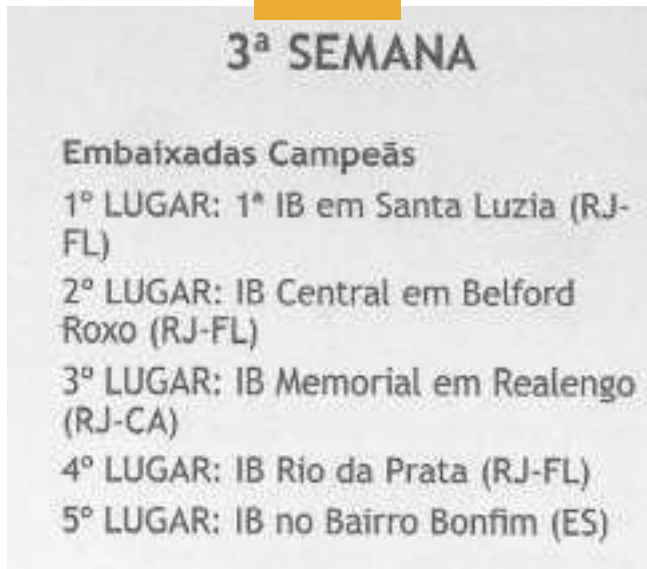 3ª SEMANA
Embaixadas Campeãs
1º LUGAR: 1ª IB em Santa Luzia (RJ-
FL)
2º LUGAR: IB Central em Belford
Roxo (RJ-FL)
3º LUGAR: IB Memorial em Realengo
(RJ-CA)
4º LUGAR: IB Rio da Prata (RJ-FL)
5º LUGAR: IB no Bairro Bonfim (ES)